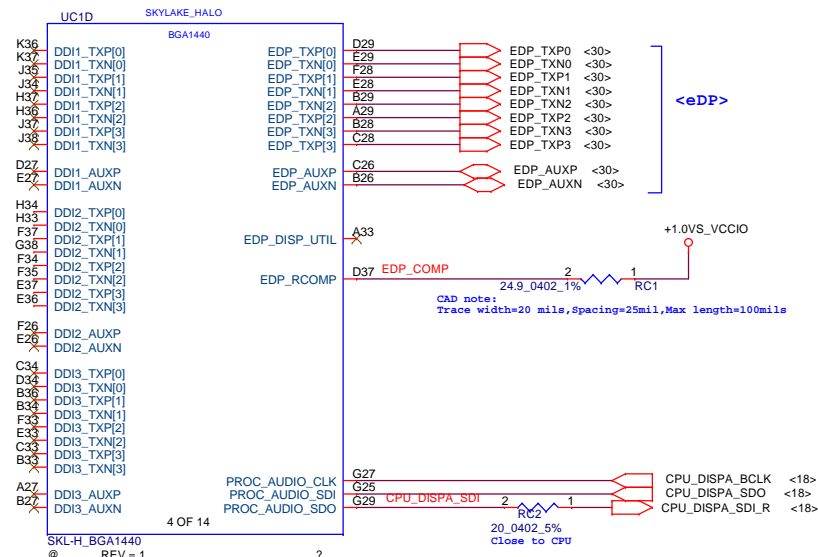 UC1D SKYLAKE_HALO
BGA1440
K36 DDI1_TXP[0] EDP_TXP[0] D29 EDP_TXP0 <30>
K37 DDI1_TXN[0] EDP_TXN[0] E29 EDP_TXN0 <30>
J35 DDI1_TXP[1] EDP_TXP[1] F28 EDP_TXP1 <30>
J34 DDI1_TXN[1] EDP_TXN[1] E28 EDP_TXN1 <30>
H37 DDI1_TXP[2] EDP_TXN[2] B29 EDP_TXN2 <30>
H36 DDI1_TXN[2] EDP_TXP[2] A29 EDP_TXP2 <30>
J37 DDI1_TXP[3] EDP_TXN[3] B28 EDP_TXN3 <30>
J38 DDI1_TXN[3] EDP_TXP[3] C28 EDP_TXP3 <30>
<eDP>
D27 DDI1_AUXP EDP_AUXP C26 EDP_AUXP <30>
E27 DDI1_AUXN EDP_AUXN B26 EDP_AUXN <30>
H34 DDI2_TXP[0]
H33 DDI2_TXN[0]
F37 DDI2_TXP[1] EDP_DISP_UTIL A33
G38 DDI2_TXN[1]
F34 DDI2_TXP[2]
F35 DDI2_TXN[2] EDP_RCOMP D37 EDP_COMP 2 1 +1.0VS_VCCIO
E37 DDI2_TXP[3] 24.9_0402_1% RC1
E36 DDI2_TXN[3]
CAD note:
Trace width=20 mils,Spacing=25mil,Max length=100mils
F26 DDI2_AUXP
E26 DDI2_AUXN
C34 DDI3_TXP[0]
D34 DDI3_TXN[0]
B36 DDI3_TXP[1]
B34 DDI3_TXN[1]
F33 DDI3_TXP[2]
E33 DDI3_TXN[2]
C33 DDI3_TXP[3]
B33 DDI3_TXN[3]
PROC_AUDIO_CLK G27 CPU_DISPA_BCLK <18>
A27 DDI3_AUXP PROC_AUDIO_SDI G25 CPU_DISPA_SDO <18>
B27 DDI3_AUXN PROC_AUDIO_SDO G29 CPU_DISPA_SDI 2 1 CPU_DISPA_SDI_R <18>
4 OF 14 RC2
20_0402_5%
SKL-H_BGA1440 Close to CPU
@ REV = 1 ?